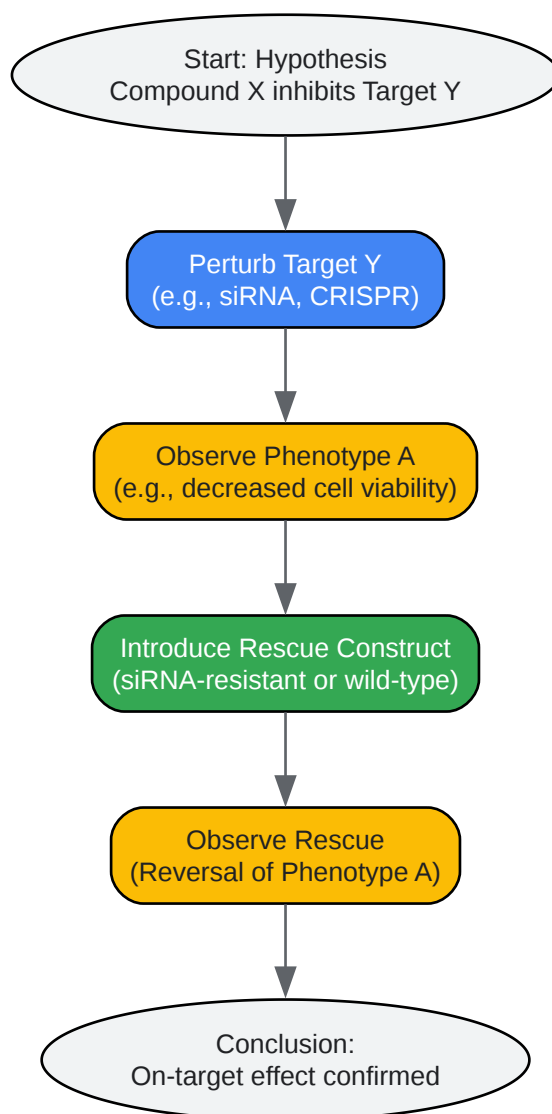 Start: Hypothesis
Compound X inhibits Target Y
Perturb Target Y
(e.g., siRNA, CRISPR)
Observe Phenotype A
(e.g., decreased cell viability)
Introduce Rescue Construct
(siRNA-resistant or wild-type)
Observe Rescue
(Reversal of Phenotype A)
Conclusion:
On-target effect confirmed